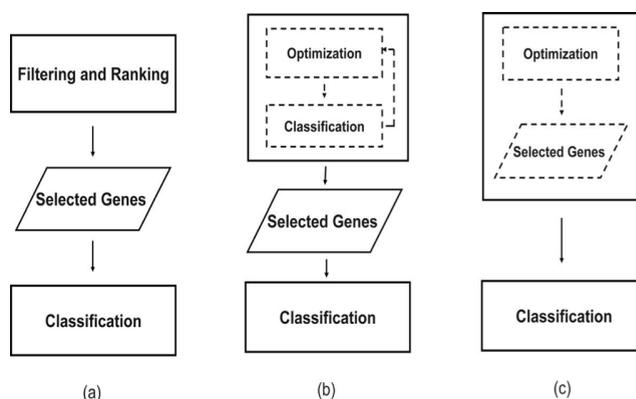 Filtering and Ranking
Selected Genes
Classification
(a)
Optimization
Classification
Selected Genes
Classification
(b)
Optimization
Selected Genes
Classification
(c)